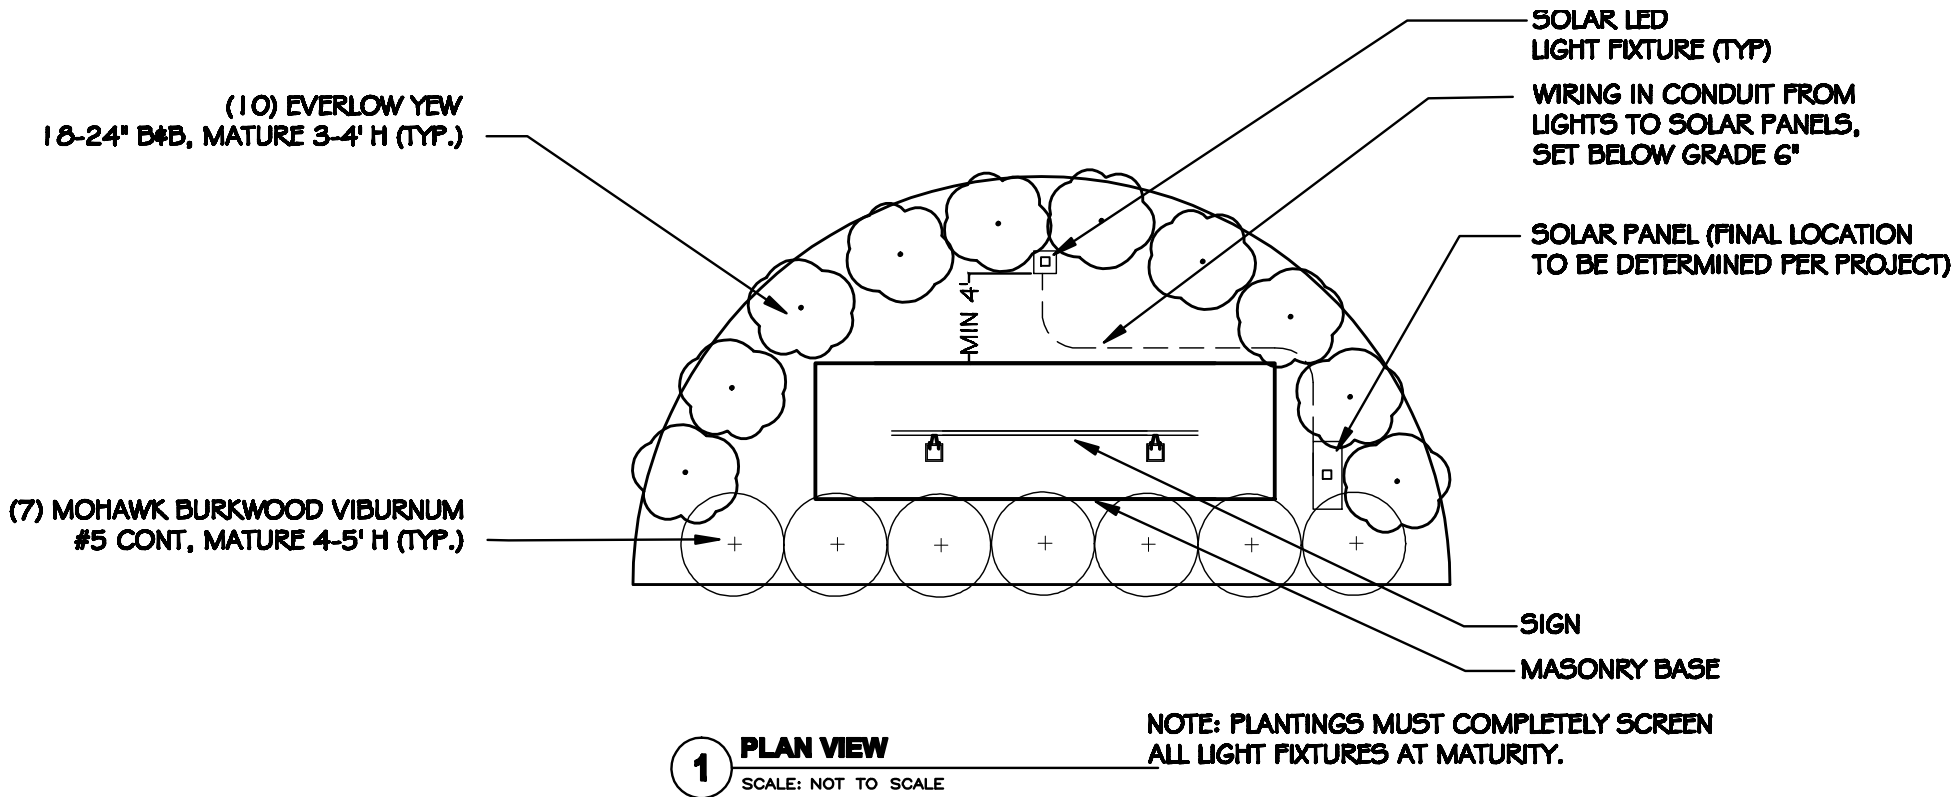 SOLAR LED
LIGHT FIXTURE (TYP)
WIRING IN CONDUIT FROM
LIGHTS TO SOLAR PANELS,
SET BELOW GRADE 6"
(10) EVERLOW YEW
18-24" B&B, MATURE 3-4' H (TYP.)
SOLAR PANEL (FINAL LOCATION
TO BE DETERMINED PER PROJECT)
MIN 4'
(7) MOHAWK BURKWOOD VIBURNUM
#5 CONT, MATURE 4-5' H (TYP.)
SIGN
MASONRY BASE
NOTE: PLANTINGS MUST COMPLETELY SCREEN
ALL LIGHT FIXTURES AT MATURITY.
1 PLAN VIEW
SCALE: NOT TO SCALE